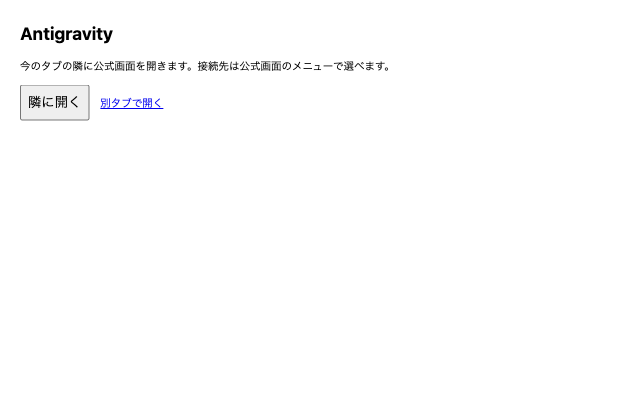 Antigravity
今のタブの隣に公式画面を開きます。接続先は公式画面のメニューで選べます。
隣に開く 別タブで開く